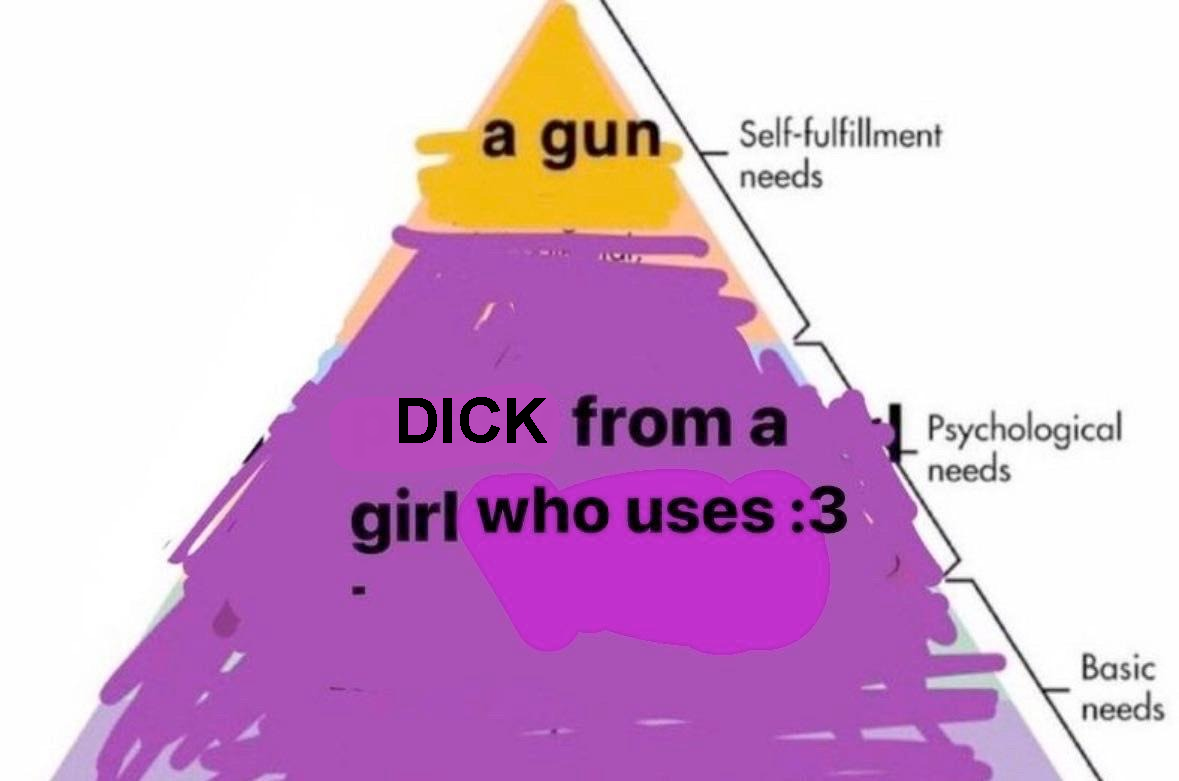 a gun
Self-fulfillment
needs
DICK from a
girl who uses :3
-
Psychological
needs
Basic
needs